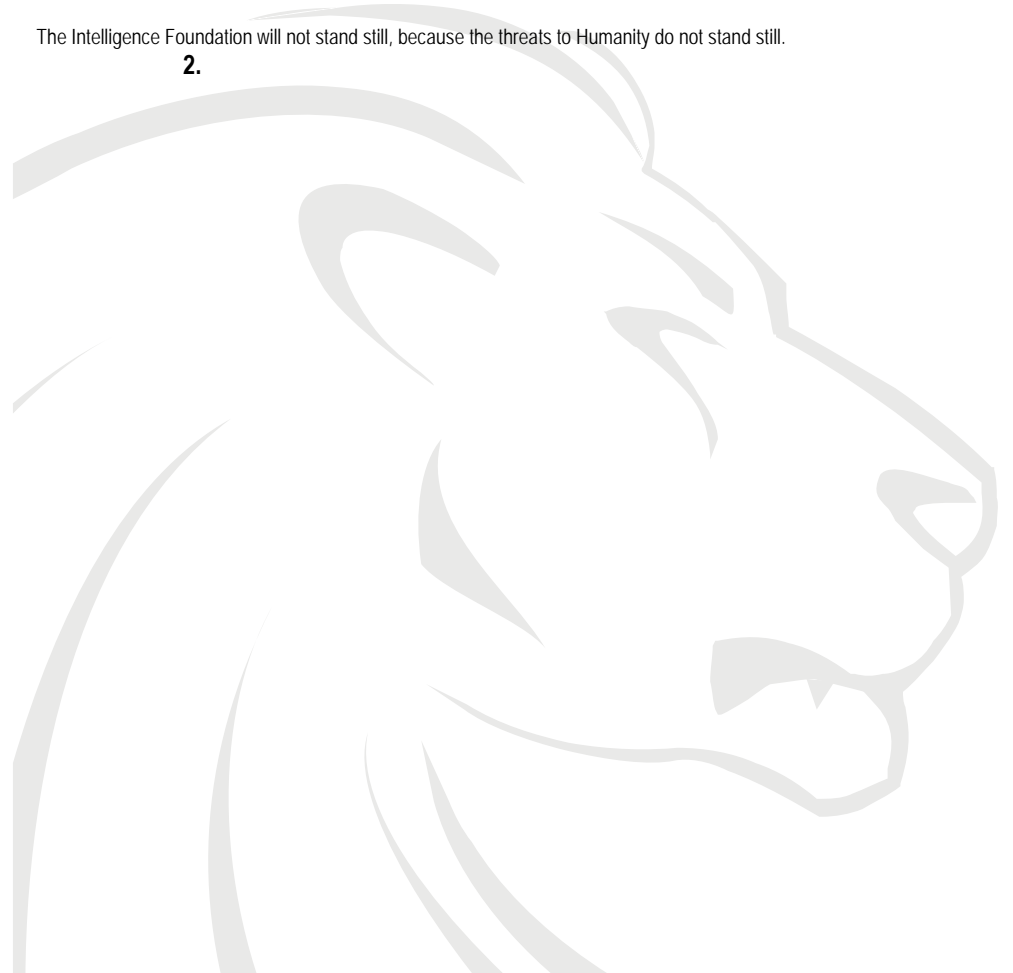 The Intelligence Foundation will not stand still, because the threats to Humanity do not stand still.
2.